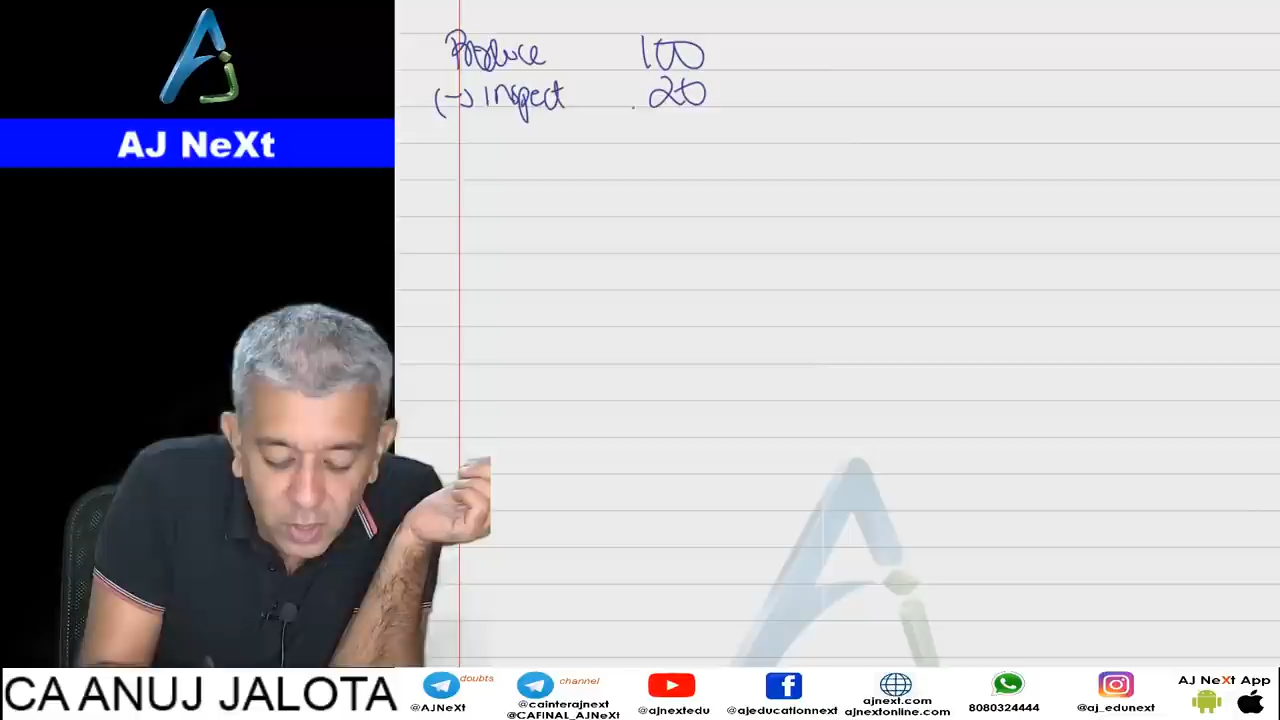 Produce 100
(-) Inspect 20
AJ NeXt
CA ANUJ JALOTA
doubts
@AJNeXt
channel
@cainterajnext
@CAFINAL_AJNeXt
@ajnextedu
@ajeducationnext
ajnext.com
ajnextonline.com
8080324444
@aj_edunext
AJ NeXt App